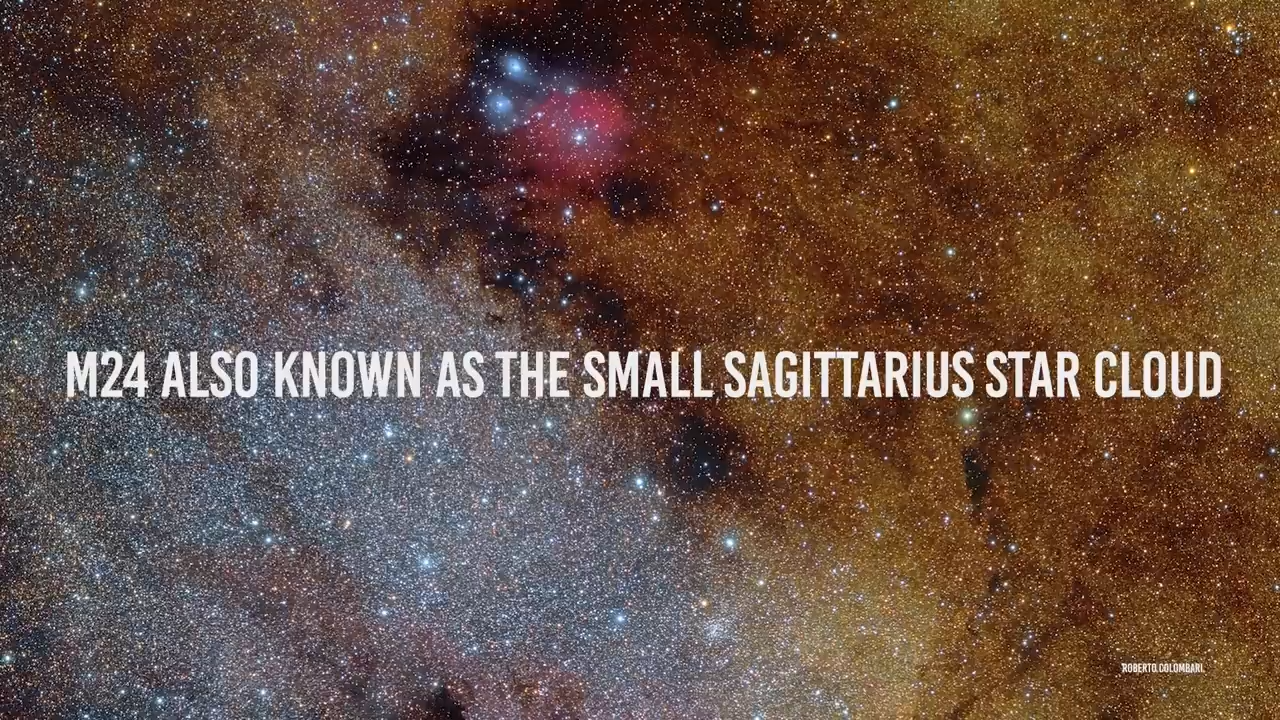 M24 ALSO KNOWN AS THE SMALL SAGITTARIUS STAR CLOUD
ROBERTO COLOMBARI